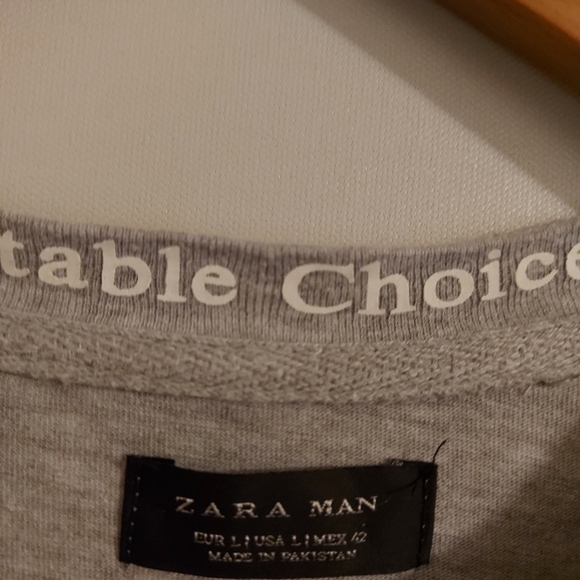 table Choice
ZARA MAN
EUR L | USA L | MEX 42
MADE IN PAKISTAN